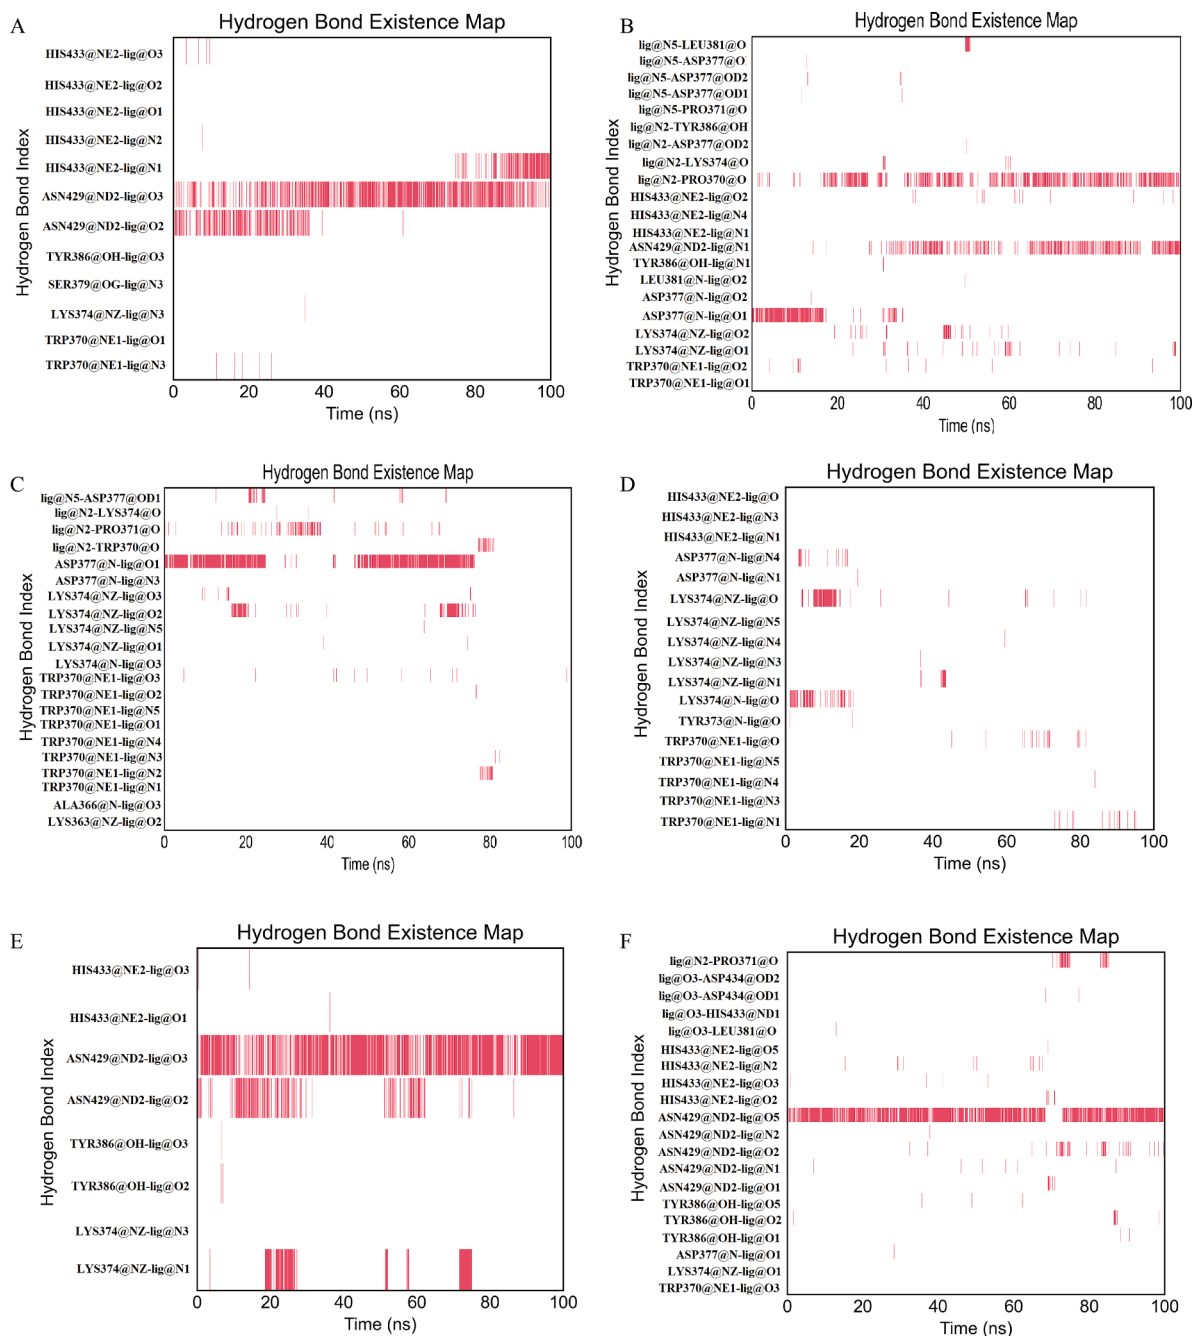 A
Hydrogen Bond Existence Map
Hydrogen Bond Index
HIS433@NE2-lig@O3
HIS433@NE2-lig@O2
HIS433@NE2-lig@O1
HIS433@NE2-lig@N2
HIS433@NE2-lig@N1
ASN429@ND2-lig@O3
ASN429@ND2-lig@O2
TYR386@OH-lig@O3
SER379@OG-lig@N3
LYS374@NZ-lig@N3
TRP370@NE1-lig@O1
TRP370@NE1-lig@N3
0 20 40 60 80 100
Time (ns)
B
Hydrogen Bond Existence Map
Hydrogen Bond Index
lig@N5-LEU381@O
lig@N5-ASP377@O
lig@N5-ASP377@OD2
lig@N5-ASP377@OD1
lig@N5-PRO371@O
lig@N2-TYR386@OH
lig@N2-ASP377@OD2
lig@N2-LYS374@O
lig@N2-PRO370@O
HIS433@NE2-lig@O2
HIS433@NE2-lig@N4
HIS433@NE2-lig@N1
ASN429@ND2-lig@N1
TYR386@OH-lig@N1
LEU381@N-lig@O2
ASP377@N-lig@O2
ASP377@N-lig@O1
LYS374@NZ-lig@O2
LYS374@NZ-lig@O1
TRP370@NE1-lig@O2
TRP370@NE1-lig@O1
0 20 40 60 80 100
Time (ns)
C
Hydrogen Bond Existence Map
Hydrogen Bond Index
lig@N5-ASP377@OD1
lig@N2-LYS374@O
lig@N2-PRO371@O
lig@N2-TRP370@O
ASP377@N-lig@O1
ASP377@N-lig@N3
LYS374@NZ-lig@O3
LYS374@NZ-lig@O2
LYS374@NZ-lig@N5
LYS374@NZ-lig@O1
LYS374@N-lig@O3
TRP370@NE1-lig@O3
TRP370@NE1-lig@O2
TRP370@NE1-lig@N5
TRP370@NE1-lig@O1
TRP370@NE1-lig@N4
TRP370@NE1-lig@N3
TRP370@NE1-lig@N2
TRP370@NE1-lig@N1
ALA366@N-lig@O3
LYS363@NZ-lig@O2
0 20 40 60 80 100
Time (ns)
D
Hydrogen Bond Existence Map
Hydrogen Bond Index
HIS433@NE2-lig@O
HIS433@NE2-lig@N3
HIS433@NE2-lig@N1
ASP377@N-lig@N4
ASP377@N-lig@N1
LYS374@NZ-lig@O
LYS374@NZ-lig@N5
LYS374@NZ-lig@N4
LYS374@NZ-lig@N3
LYS374@NZ-lig@N1
LYS374@N-lig@O
TYR373@N-lig@O
TRP370@NE1-lig@O
TRP370@NE1-lig@N5
TRP370@NE1-lig@N4
TRP370@NE1-lig@N3
TRP370@NE1-lig@N1
0 20 40 60 80 100
Time (ns)
E
Hydrogen Bond Existence Map
Hydrogen Bond Index
HIS433@NE2-lig@O3
HIS433@NE2-lig@O1
ASN429@ND2-lig@O3
ASN429@ND2-lig@O2
TYR386@OH-lig@O3
TYR386@OH-lig@O2
LYS374@NZ-lig@N3
LYS374@NZ-lig@N1
0 20 40 60 80 100
Time (ns)
F
Hydrogen Bond Existence Map
Hydrogen Bond Index
lig@N2-PRO371@O
lig@O3-ASP434@OD2
lig@O3-ASP434@OD1
lig@O3-HIS433@ND1
lig@O3-LEU381@O
HIS433@NE2-lig@O5
HIS433@NE2-lig@N2
HIS433@NE2-lig@O3
HIS433@NE2-lig@O2
ASN429@ND2-lig@O5
ASN429@ND2-lig@N2
ASN429@ND2-lig@O2
ASN429@ND2-lig@N1
ASN429@ND2-lig@O1
TYR386@OH-lig@O5
TYR386@OH-lig@O2
TYR386@OH-lig@O1
ASP377@N-lig@O1
LYS374@NZ-lig@O1
TRP370@NE1-lig@O3
0 20 40 60 80 100
Time (ns)